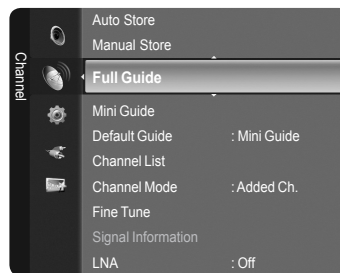 Channel
Auto Store
Manual Store
Full Guide
Mini Guide
Default Guide : Mini Guide
Channel List
Channel Mode : Added Ch.
Fine Tune
Signal Information
LNA : Off